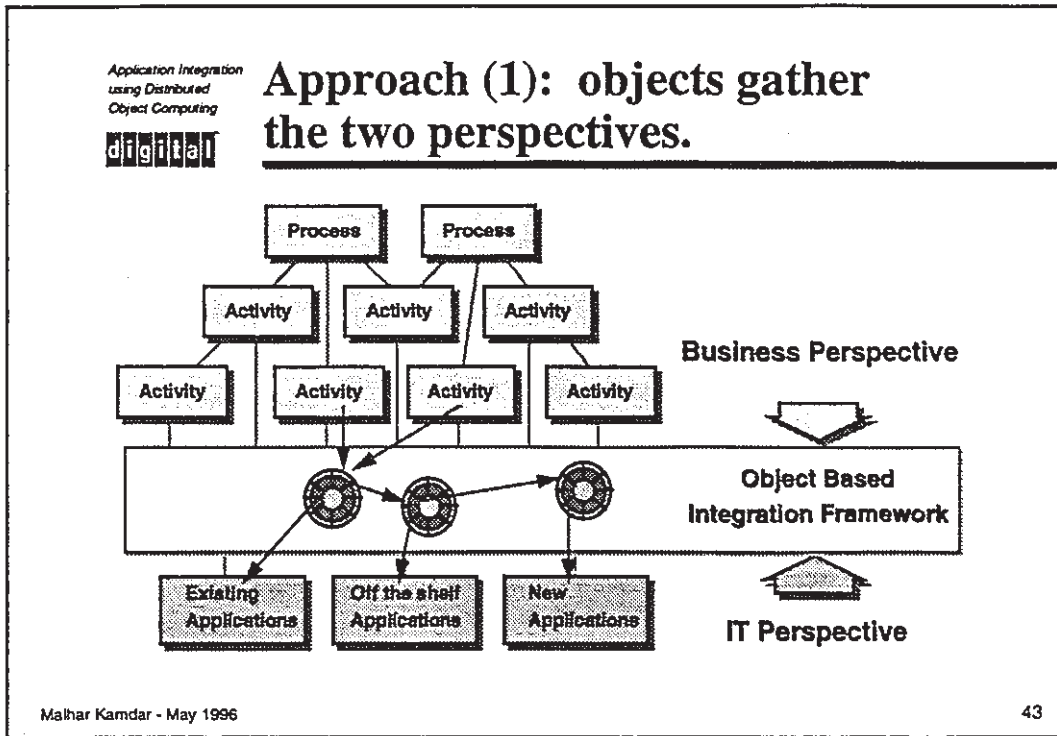 Application Integration
using Distributed
Object Computing
digital
Approach (1): objects gather
the two perspectives.
Process
Process
Activity
Activity
Activity
Activity
Activity
Activity
Activity
Business Perspective
Object Based
Integration Framework
Existing
Applications
Off the shelf
Applications
New
Applications
IT Perspective
Malhar Kamdar - May 1996
43